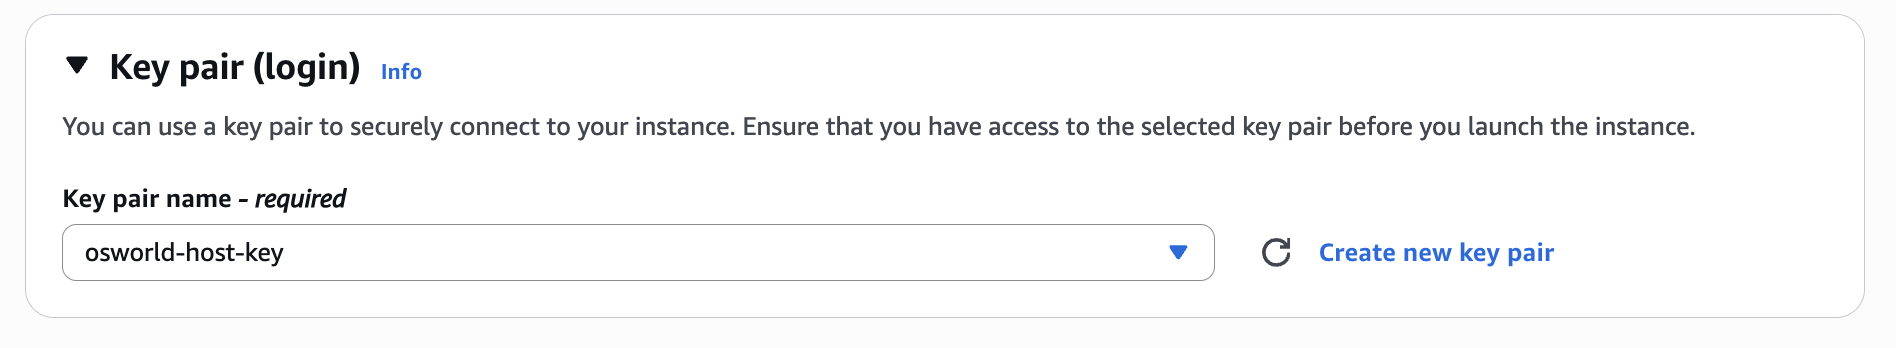 Key pair (login) Info
You can use a key pair to securely connect to your instance. Ensure that you have access to the selected key pair before you launch the instance.
Key pair name - required
osworld-host-key
Create new key pair